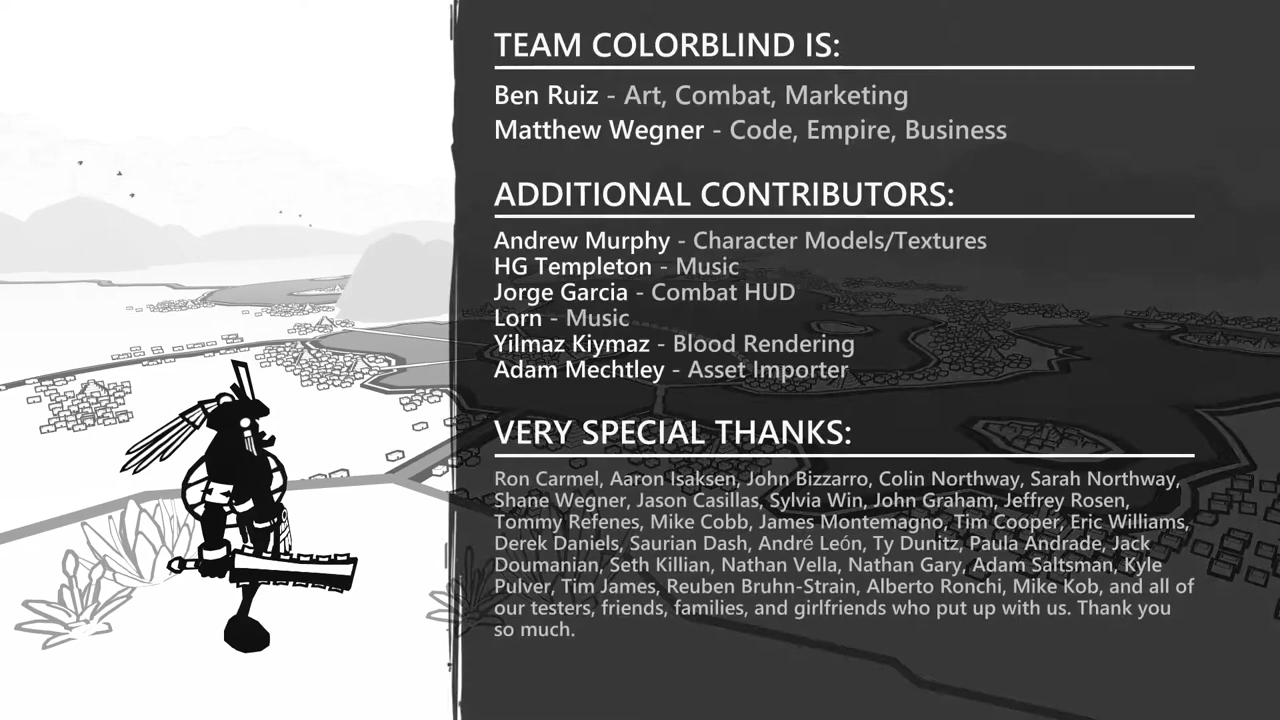 TEAM COLORBLIND IS:
Ben Ruiz - Art, Combat, Marketing
Matthew Wegner - Code, Empire, Business
ADDITIONAL CONTRIBUTORS:
Andrew Murphy - Character Models/Textures
HG Templeton - Music
Jorge Garcia - Combat HUD
Lorn - Music
Yilmaz Kiymaz - Blood Rendering
Adam Mechtley - Asset Importer
VERY SPECIAL THANKS:
Ron Carmel, Aaron Isaksen, John Bizzarro, Colin Northway, Sarah Northway,
Shane Wegner, Jason Casillas, Sylvia Win, John Graham, Jeffrey Rosen,
Tommy Refenes, Mike Cobb, James Montemagno, Tim Cooper, Eric Williams,
Derek Daniels, Saurian Dash, André León, Ty Dunitz, Paula Andrade, Jack
Doumanian, Seth Killian, Nathan Vella, Nathan Gary, Adam Saltsman, Kyle
Pulver, Tim James, Reuben Bruhn-Strain, Alberto Ronchi, Mike Kob, and all of
our testers, friends, families, and girlfriends who put up with us. Thank you
so much.